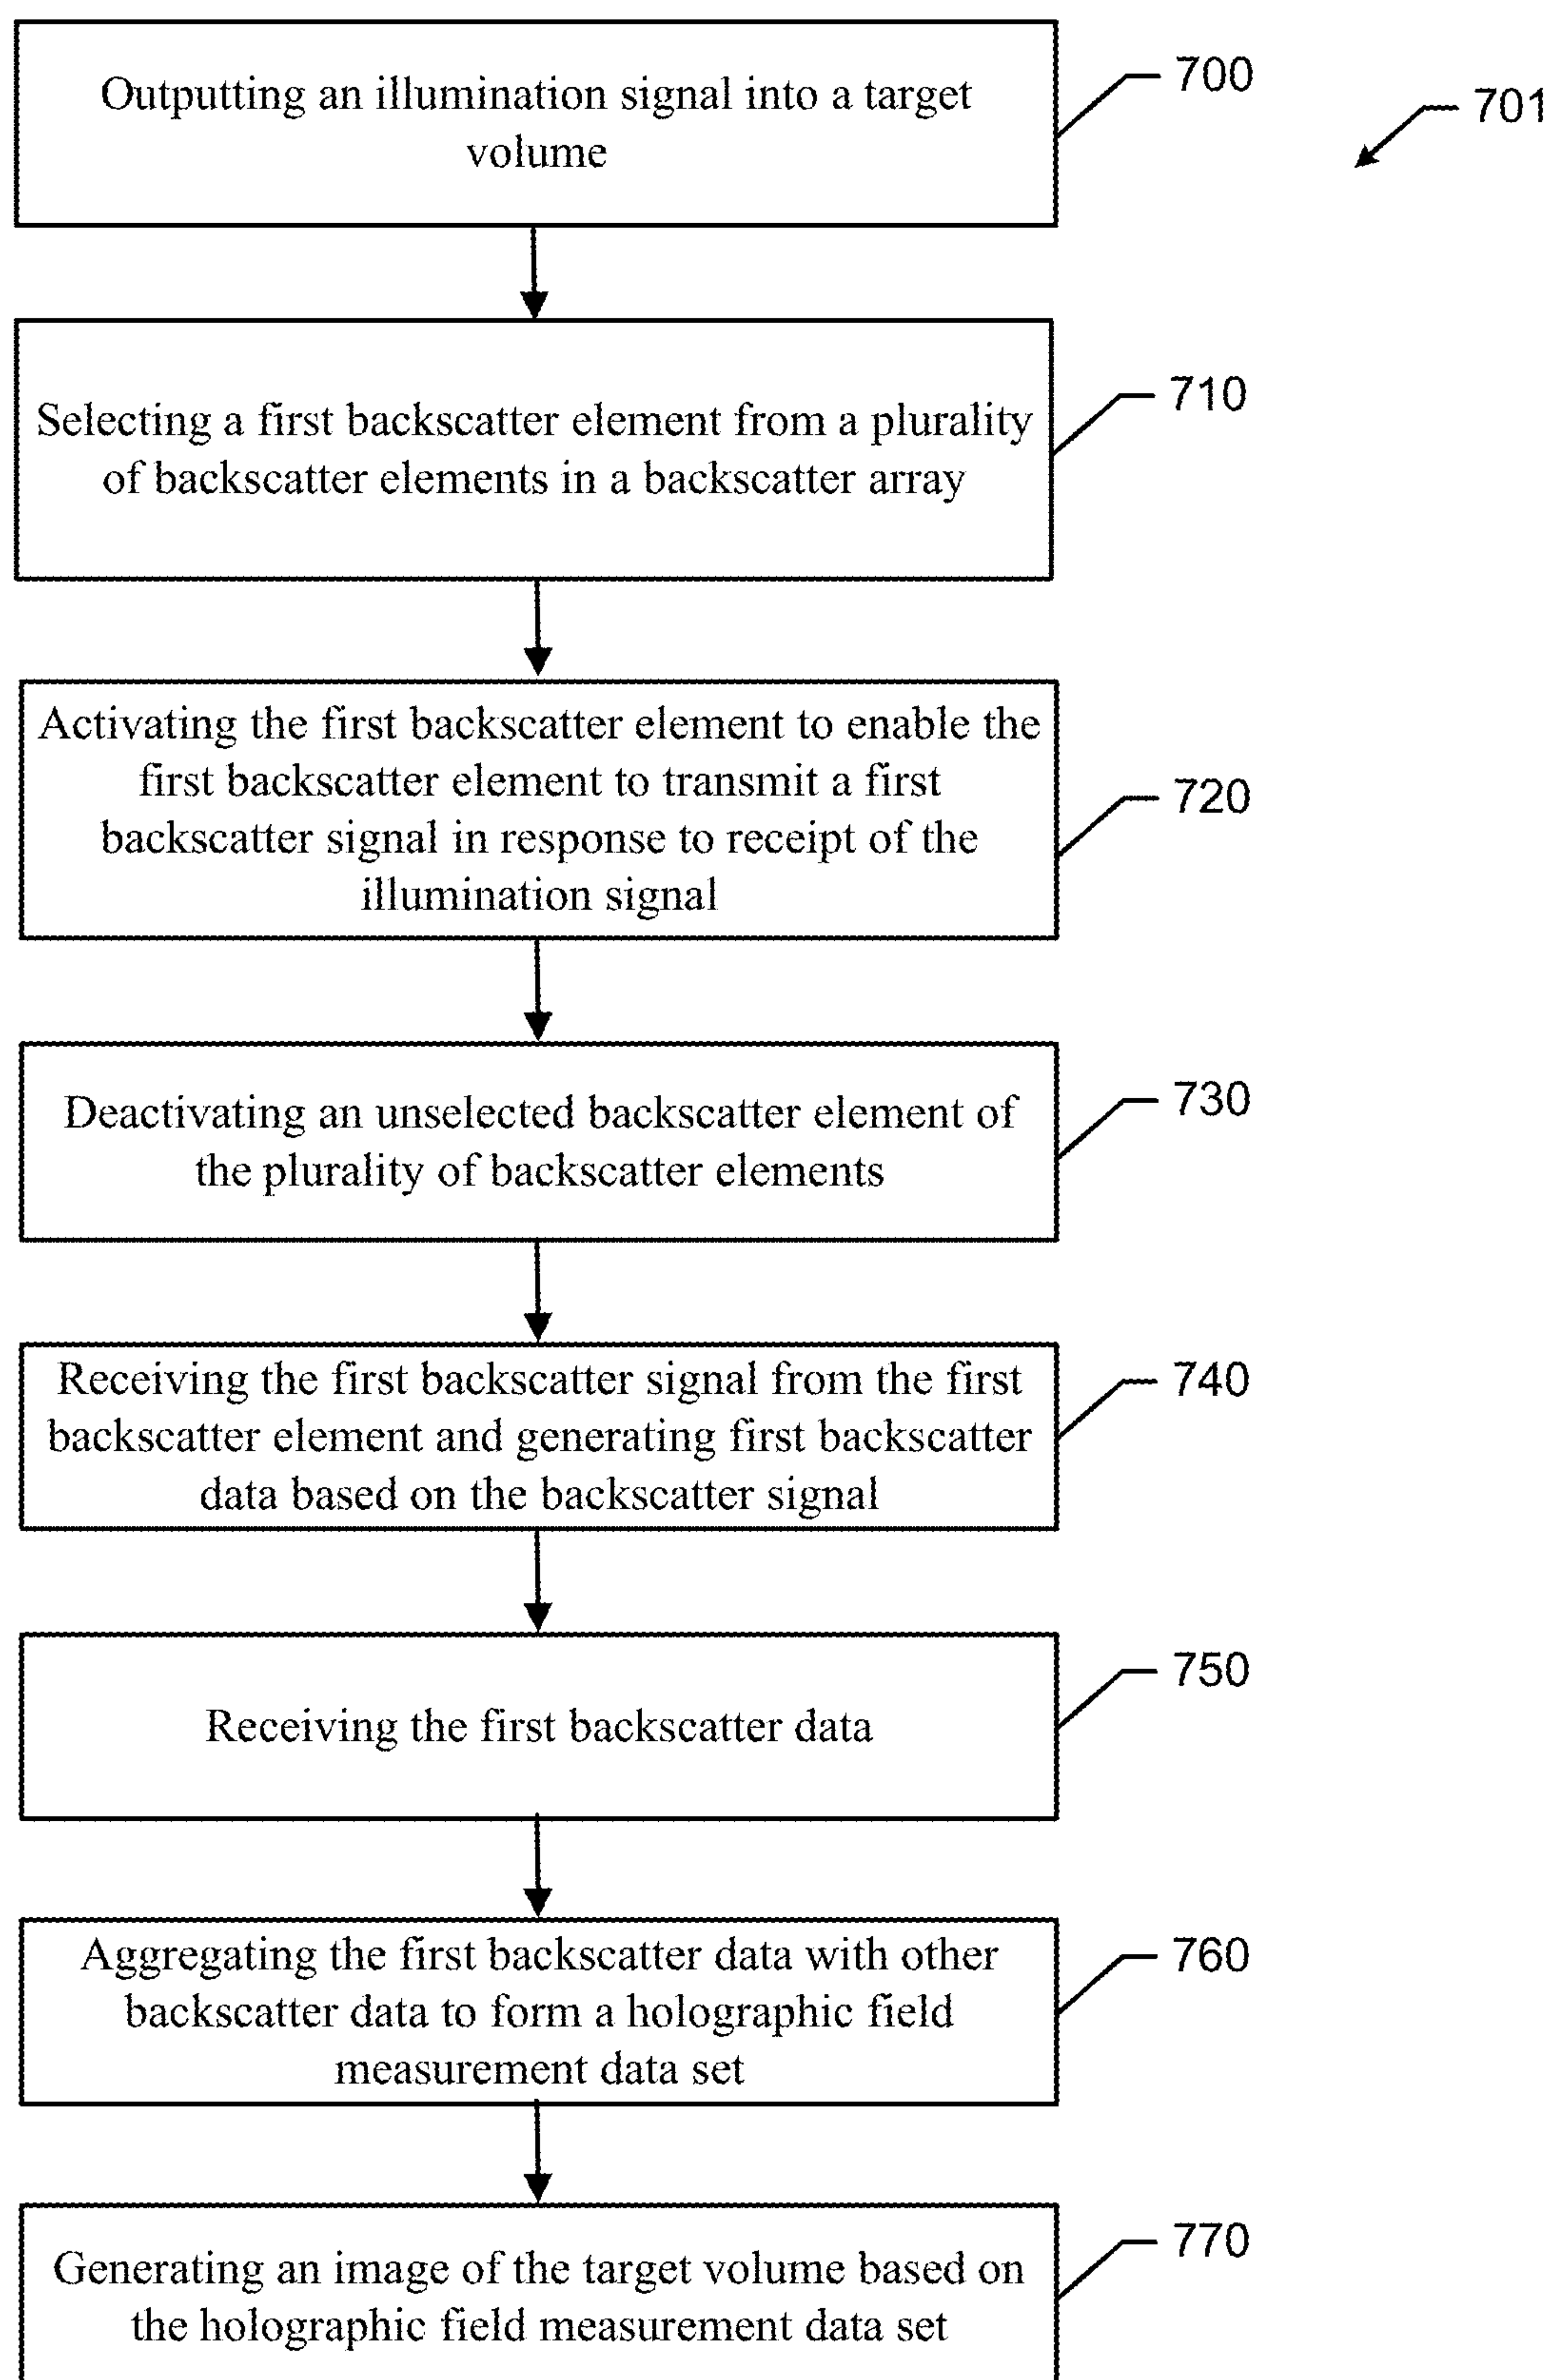 Outputting an illumination signal into a target
volume
700
701
Selecting a first backscatter element from a plurality
of backscatter elements in a backscatter array
710
Activating the first backscatter element to enable the
first backscatter element to transmit a first
backscatter signal in response to receipt of the
illumination signal
720
Deactivating an unselected backscatter element of
the plurality of backscatter elements
730
Receiving the first backscatter signal from the first
backscatter element and generating first backscatter
data based on the backscatter signal
740
Receiving the first backscatter data
750
Aggregating the first backscatter data with other
backscatter data to form a holographic field
measurement data set
760
Generating an image of the target volume based on
the holographic field measurement data set
770